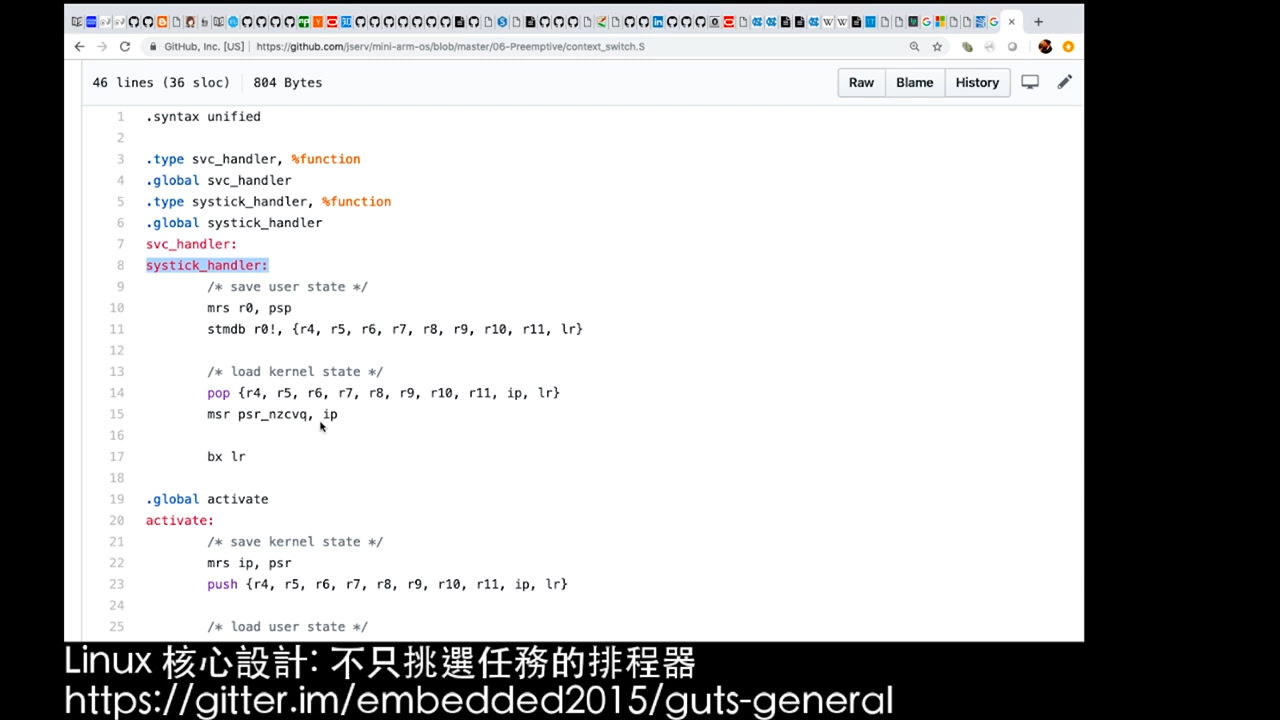 GitHub, Inc. [US] https://github.com/jserv/mini-arm-os/blob/master/06-Preemptive/context_switch.S
46 lines (36 sloc) 804 Bytes Raw Blame History
1 .syntax unified
2
3 .type svc_handler, %function
4 .global svc_handler
5 .type systick_handler, %function
6 .global systick_handler
7 svc_handler:
8 systick_handler:
9 /* save user state */
10 mrs r0, psp
11 stmdb r0!, {r4, r5, r6, r7, r8, r9, r10, r11, lr}
12
13 /* load kernel state */
14 pop {r4, r5, r6, r7, r8, r9, r10, r11, ip, lr}
15 msr psr_nzcvq, ip
16
17 bx lr
18
19 .global activate
20 activate:
21 /* save kernel state */
22 mrs ip, psr
23 push {r4, r5, r6, r7, r8, r9, r10, r11, ip, lr}
24
25 /* load user state */
Linux 核心設計: 不只挑選任務的排程器
https://gitter.im/embedded2015/guts-general